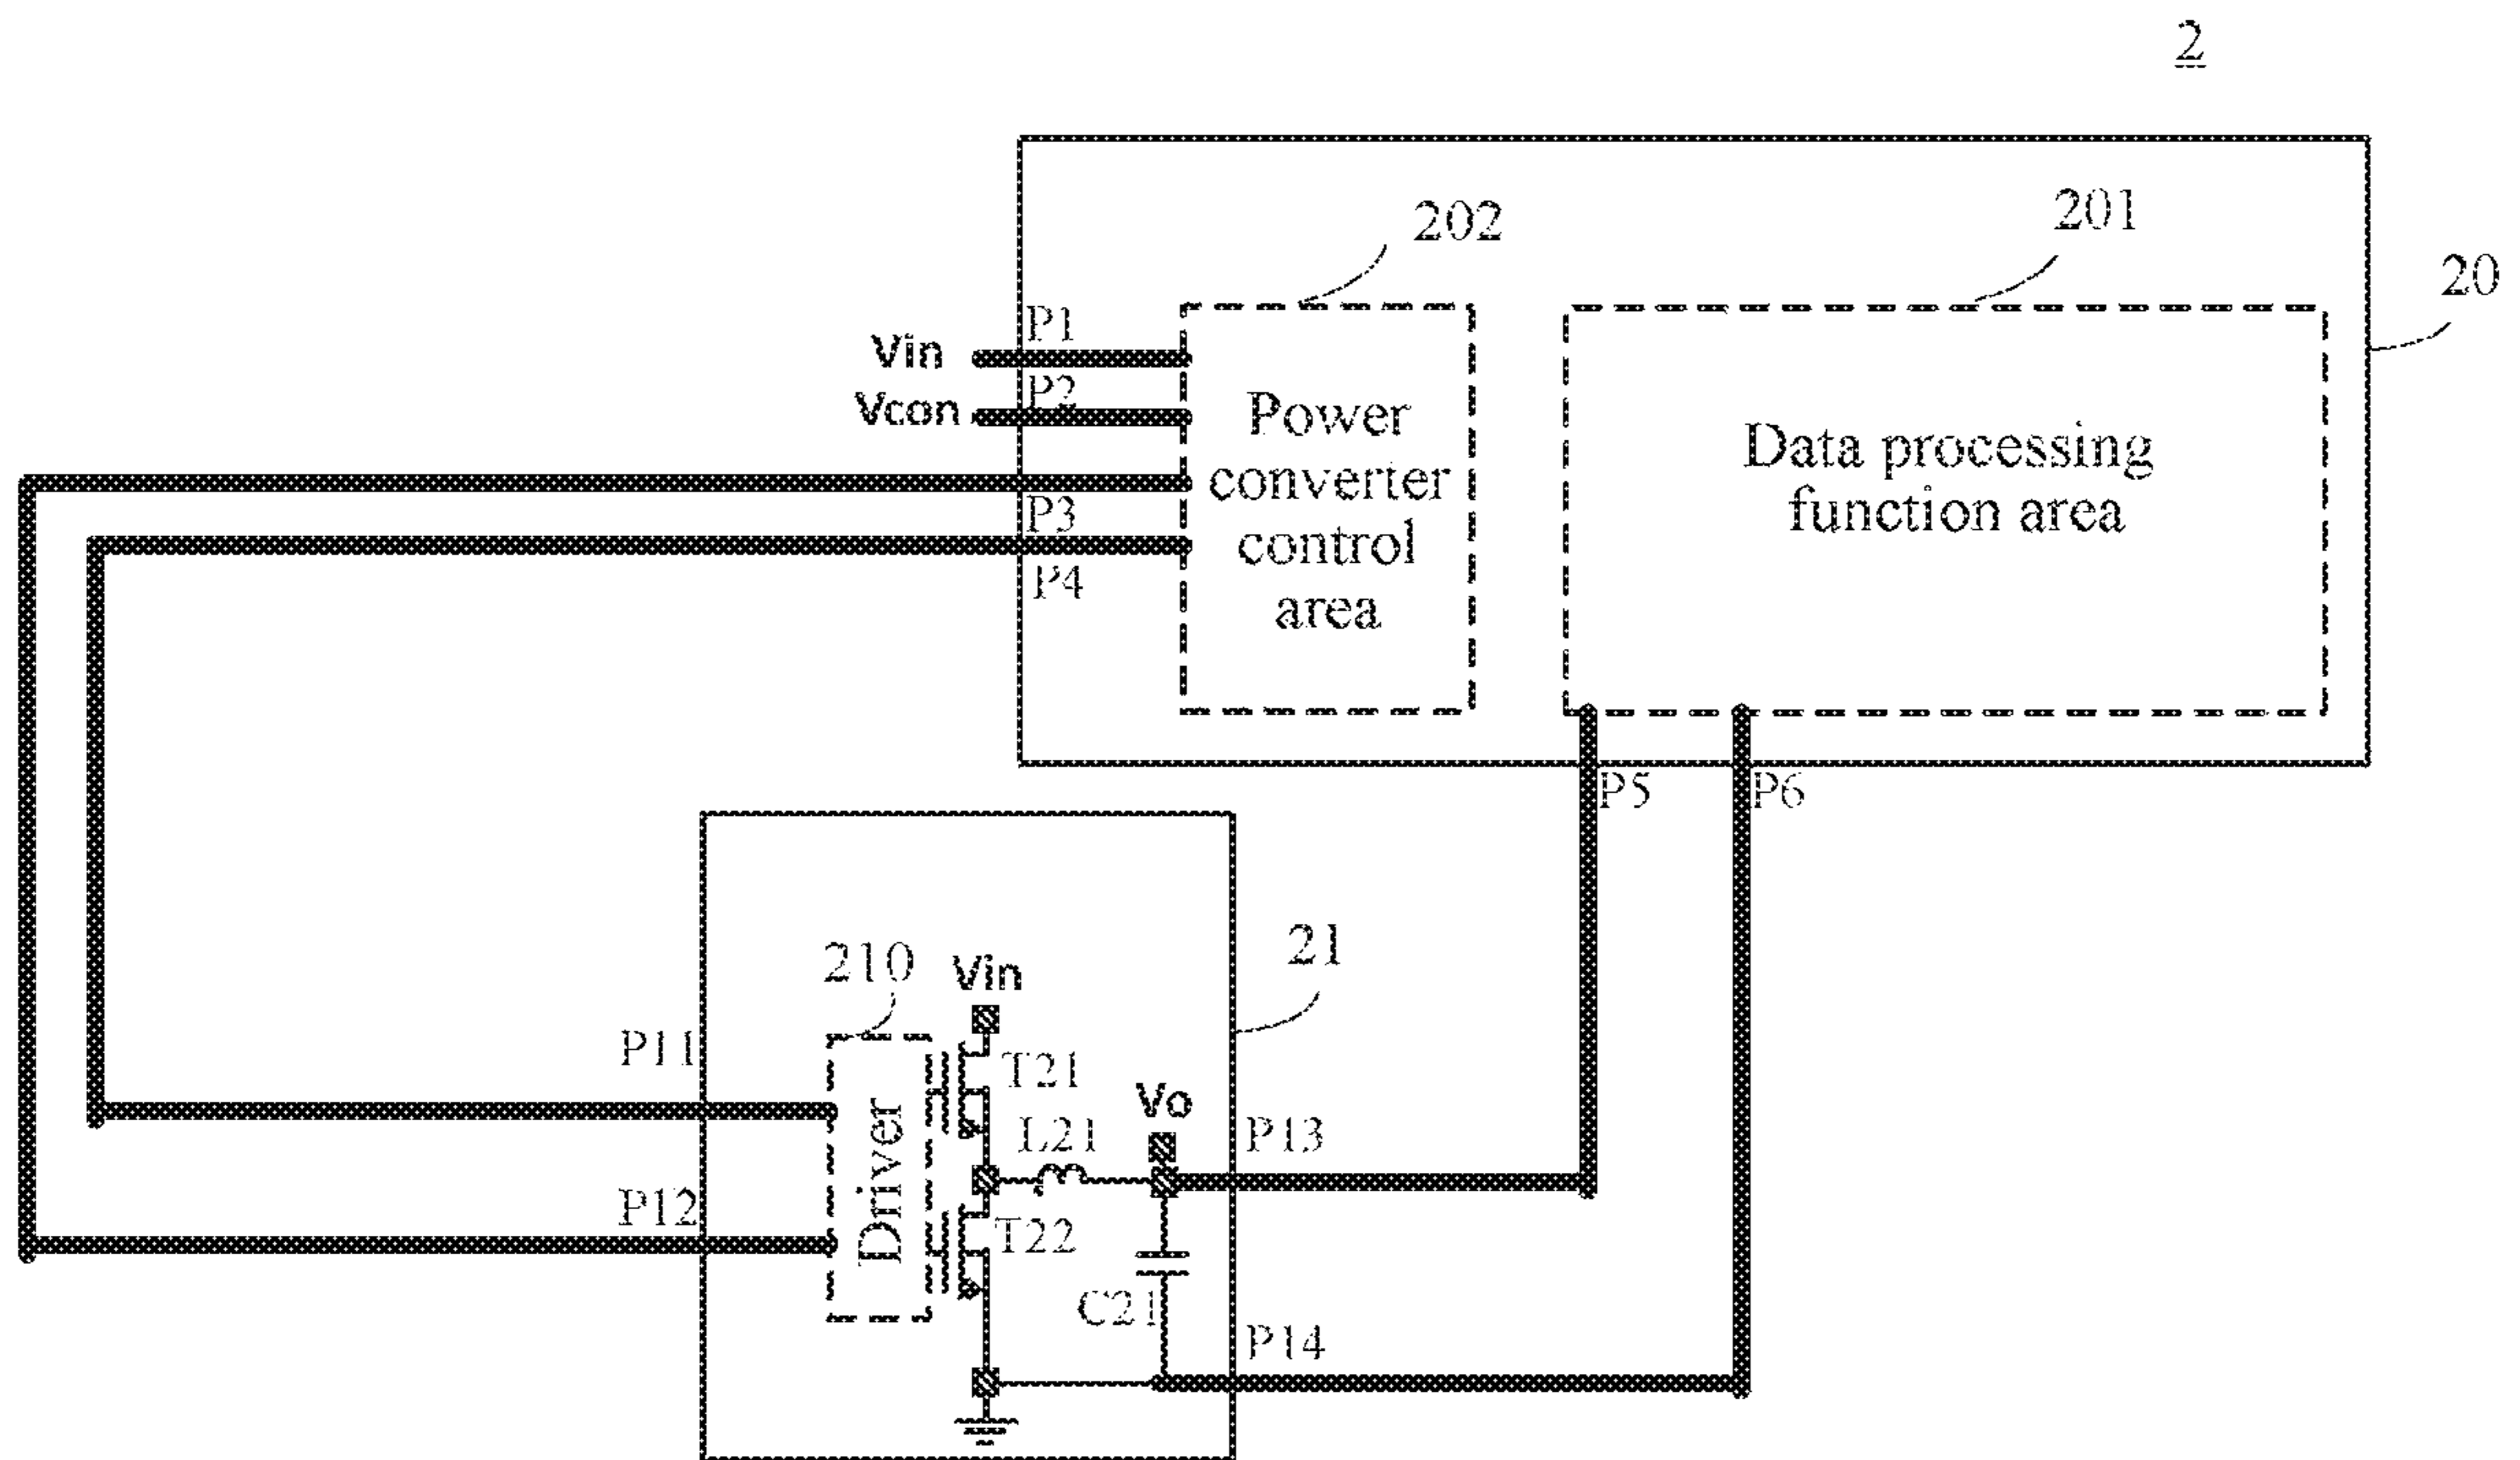 2
202
201
20
P1
Vin
P2
Vcon
Power
converter
control
area
Data processing
function area
P3
P4
P5
P6
21
210
Vin
P11
T21
Vo
L21
P13
Driver
P12
T22
C21
P14